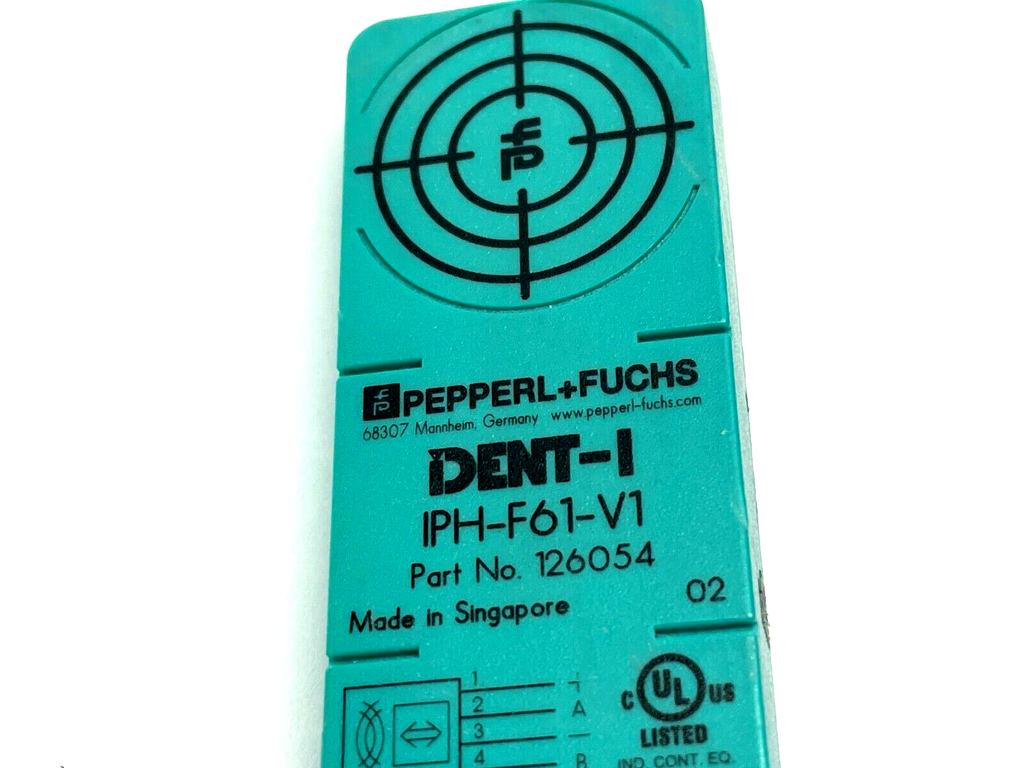 PEPPERL+FUCHS
68307 Mannheim, Germany www.pepperl-fuchs.com
IDENT-I
IPH-F61-V1
Part No. 126054
02
Made in Singapore
1
2 A
3 –
4 B
C UL US
LISTED
IND. CONT. EQ.